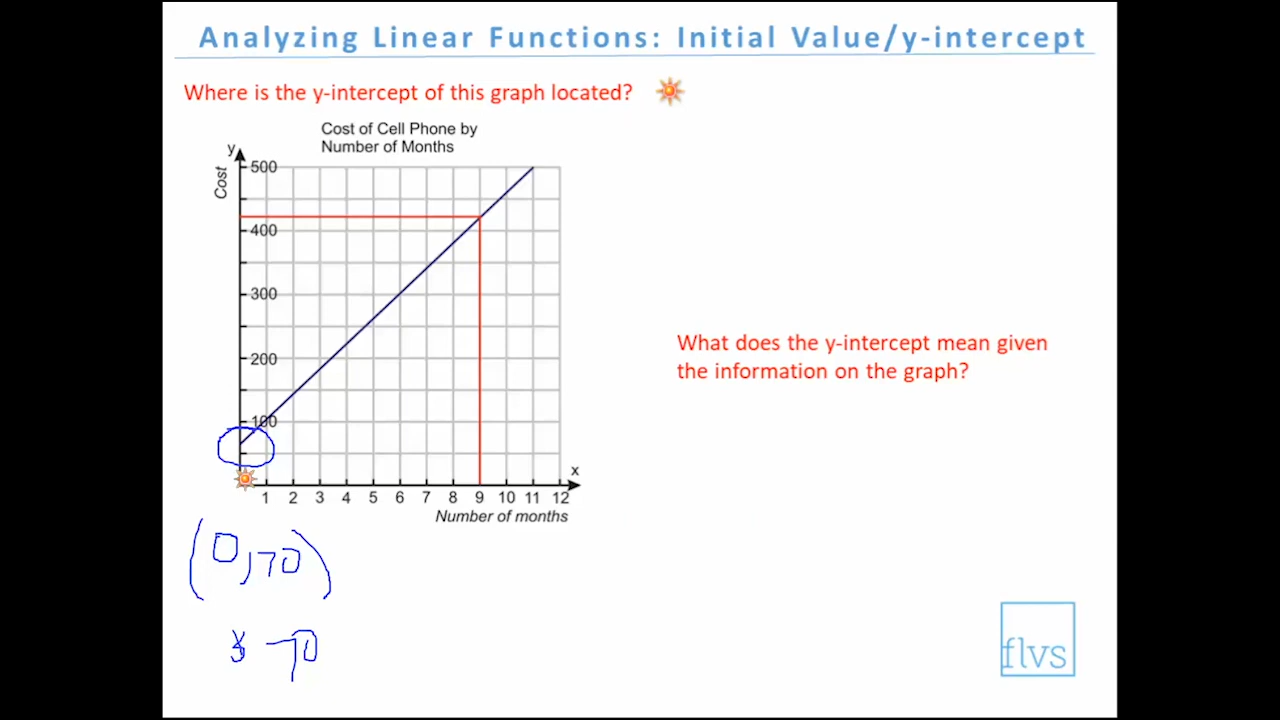 Analyzing Linear Functions: Initial Value/y-intercept
Where is the y-intercept of this graph located?
Cost of Cell Phone by
Number of Months
y
Cost
500
400
300
200
100
x
1 2 3 4 5 6 7 8 9 10 11 12
Number of months
What does the y-intercept mean given
the information on the graph?
(0,70)
70
flvs